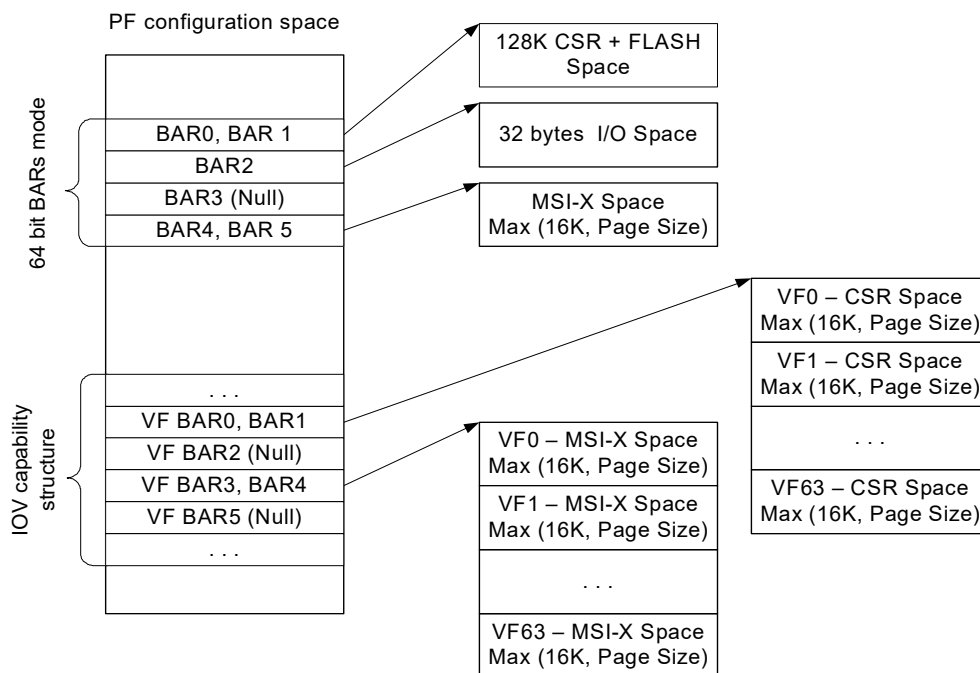 PF configuration space
64 bit BARs mode
BAR0, BAR 1
BAR2
BAR3 (Null)
BAR4, BAR 5
128K CSR + FLASH
Space
32 bytes I/O Space
MSI-X Space
Max (16K, Page Size)
IOV capability
structure
. . .
VF BAR0, BAR1
VF BAR2 (Null)
VF BAR3, BAR4
VF BAR5 (Null)
. . .
VF0 – MSI-X Space
Max (16K, Page Size)
VF1 – MSI-X Space
Max (16K, Page Size)
. . .
VF63 – MSI-X Space
Max (16K, Page Size)
VF0 – CSR Space
Max (16K, Page Size)
VF1 – CSR Space
Max (16K, Page Size)
. . .
VF63 – CSR Space
Max (16K, Page Size)